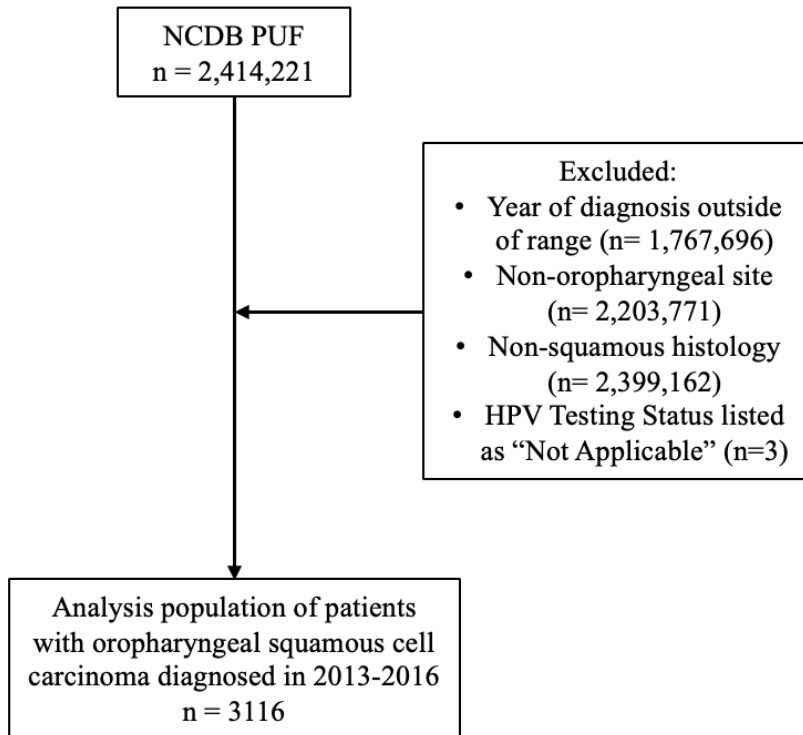 NCDB PUF
n = 2,414,221
Excluded:
• Year of diagnosis outside
of range (n= 1,767,696)
• Non-oropharyngeal site
(n= 2,203,771)
• Non-squamous histology
(n= 2,399,162)
• HPV Testing Status listed
as “Not Applicable” (n=3)
Analysis population of patients
with oropharyngeal squamous cell
carcinoma diagnosed in 2013-2016
n = 3116